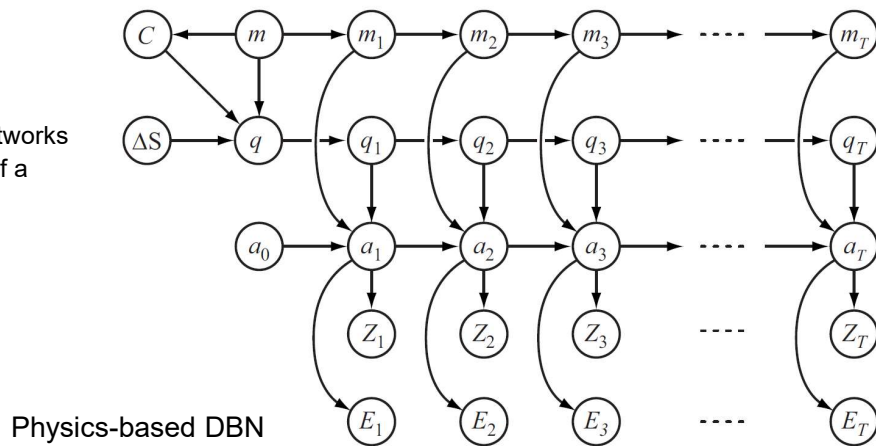 C m m1 m2 m3 ---- mT
tworks
f a
ΔS q q1 q2 q3 ---- qT
a0 a1 a2 a3 ---- aT
Z1 Z2 Z3 ---- ZT
Physics-based DBN
E1 E2 E3 ---- ET